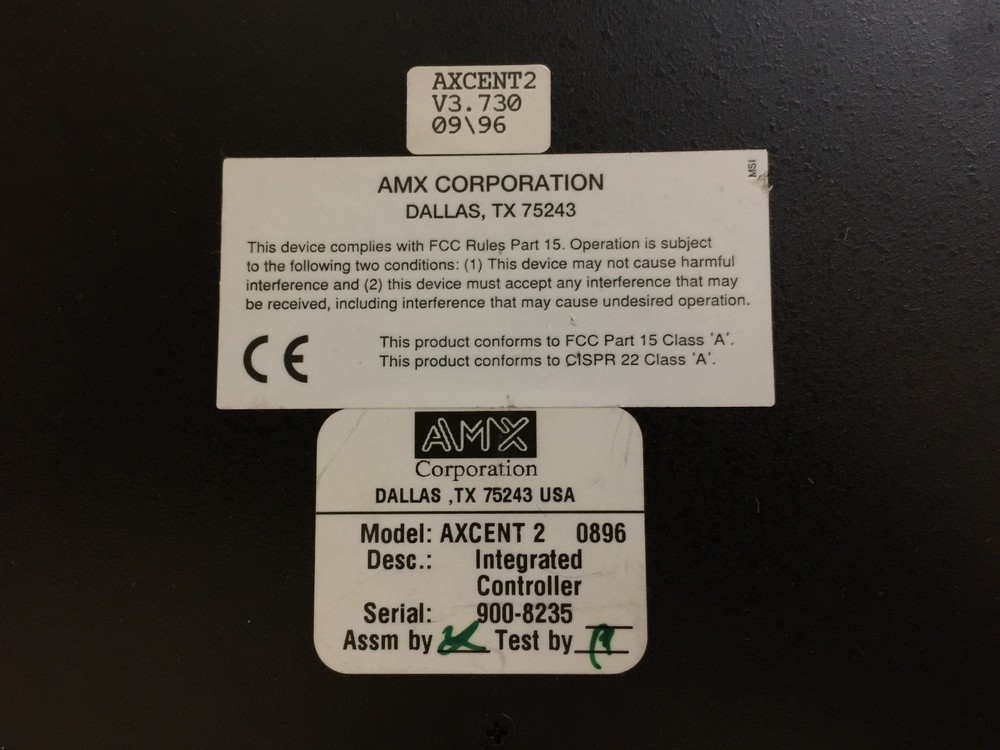 AXCENT2
V3.730
09\96
MSI
AMX CORPORATION
DALLAS, TX 75243
This device complies with FCC Rules Part 15. Operation is subject
to the following two conditions: (1) This device may not cause harmful
interference and (2) this device must accept any interference that may
be received, including interference that may cause undesired operation.
CE
This product conforms to FCC Part 15 Class 'A'.
This product conforms to CISPR 22 Class 'A'.
AMX
Corporation
DALLAS ,TX 75243 USA
Model: AXCENT 2 0896
Desc.: Integrated
Controller
Serial: 900-8235
Assm by Test by